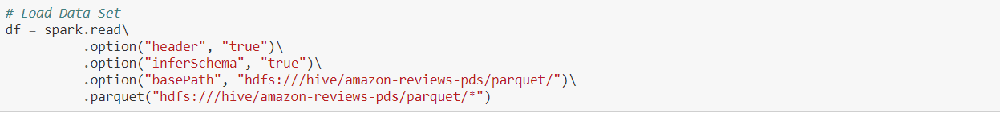 # Load Data Set
df = spark.read\
          .option("header", "true")\
          .option("inferSchema", "true")\
          .option("basePath", "hdfs:///hive/amazon-reviews-pds/parquet/")\
          .parquet("hdfs:///hive/amazon-reviews-pds/parquet/*")